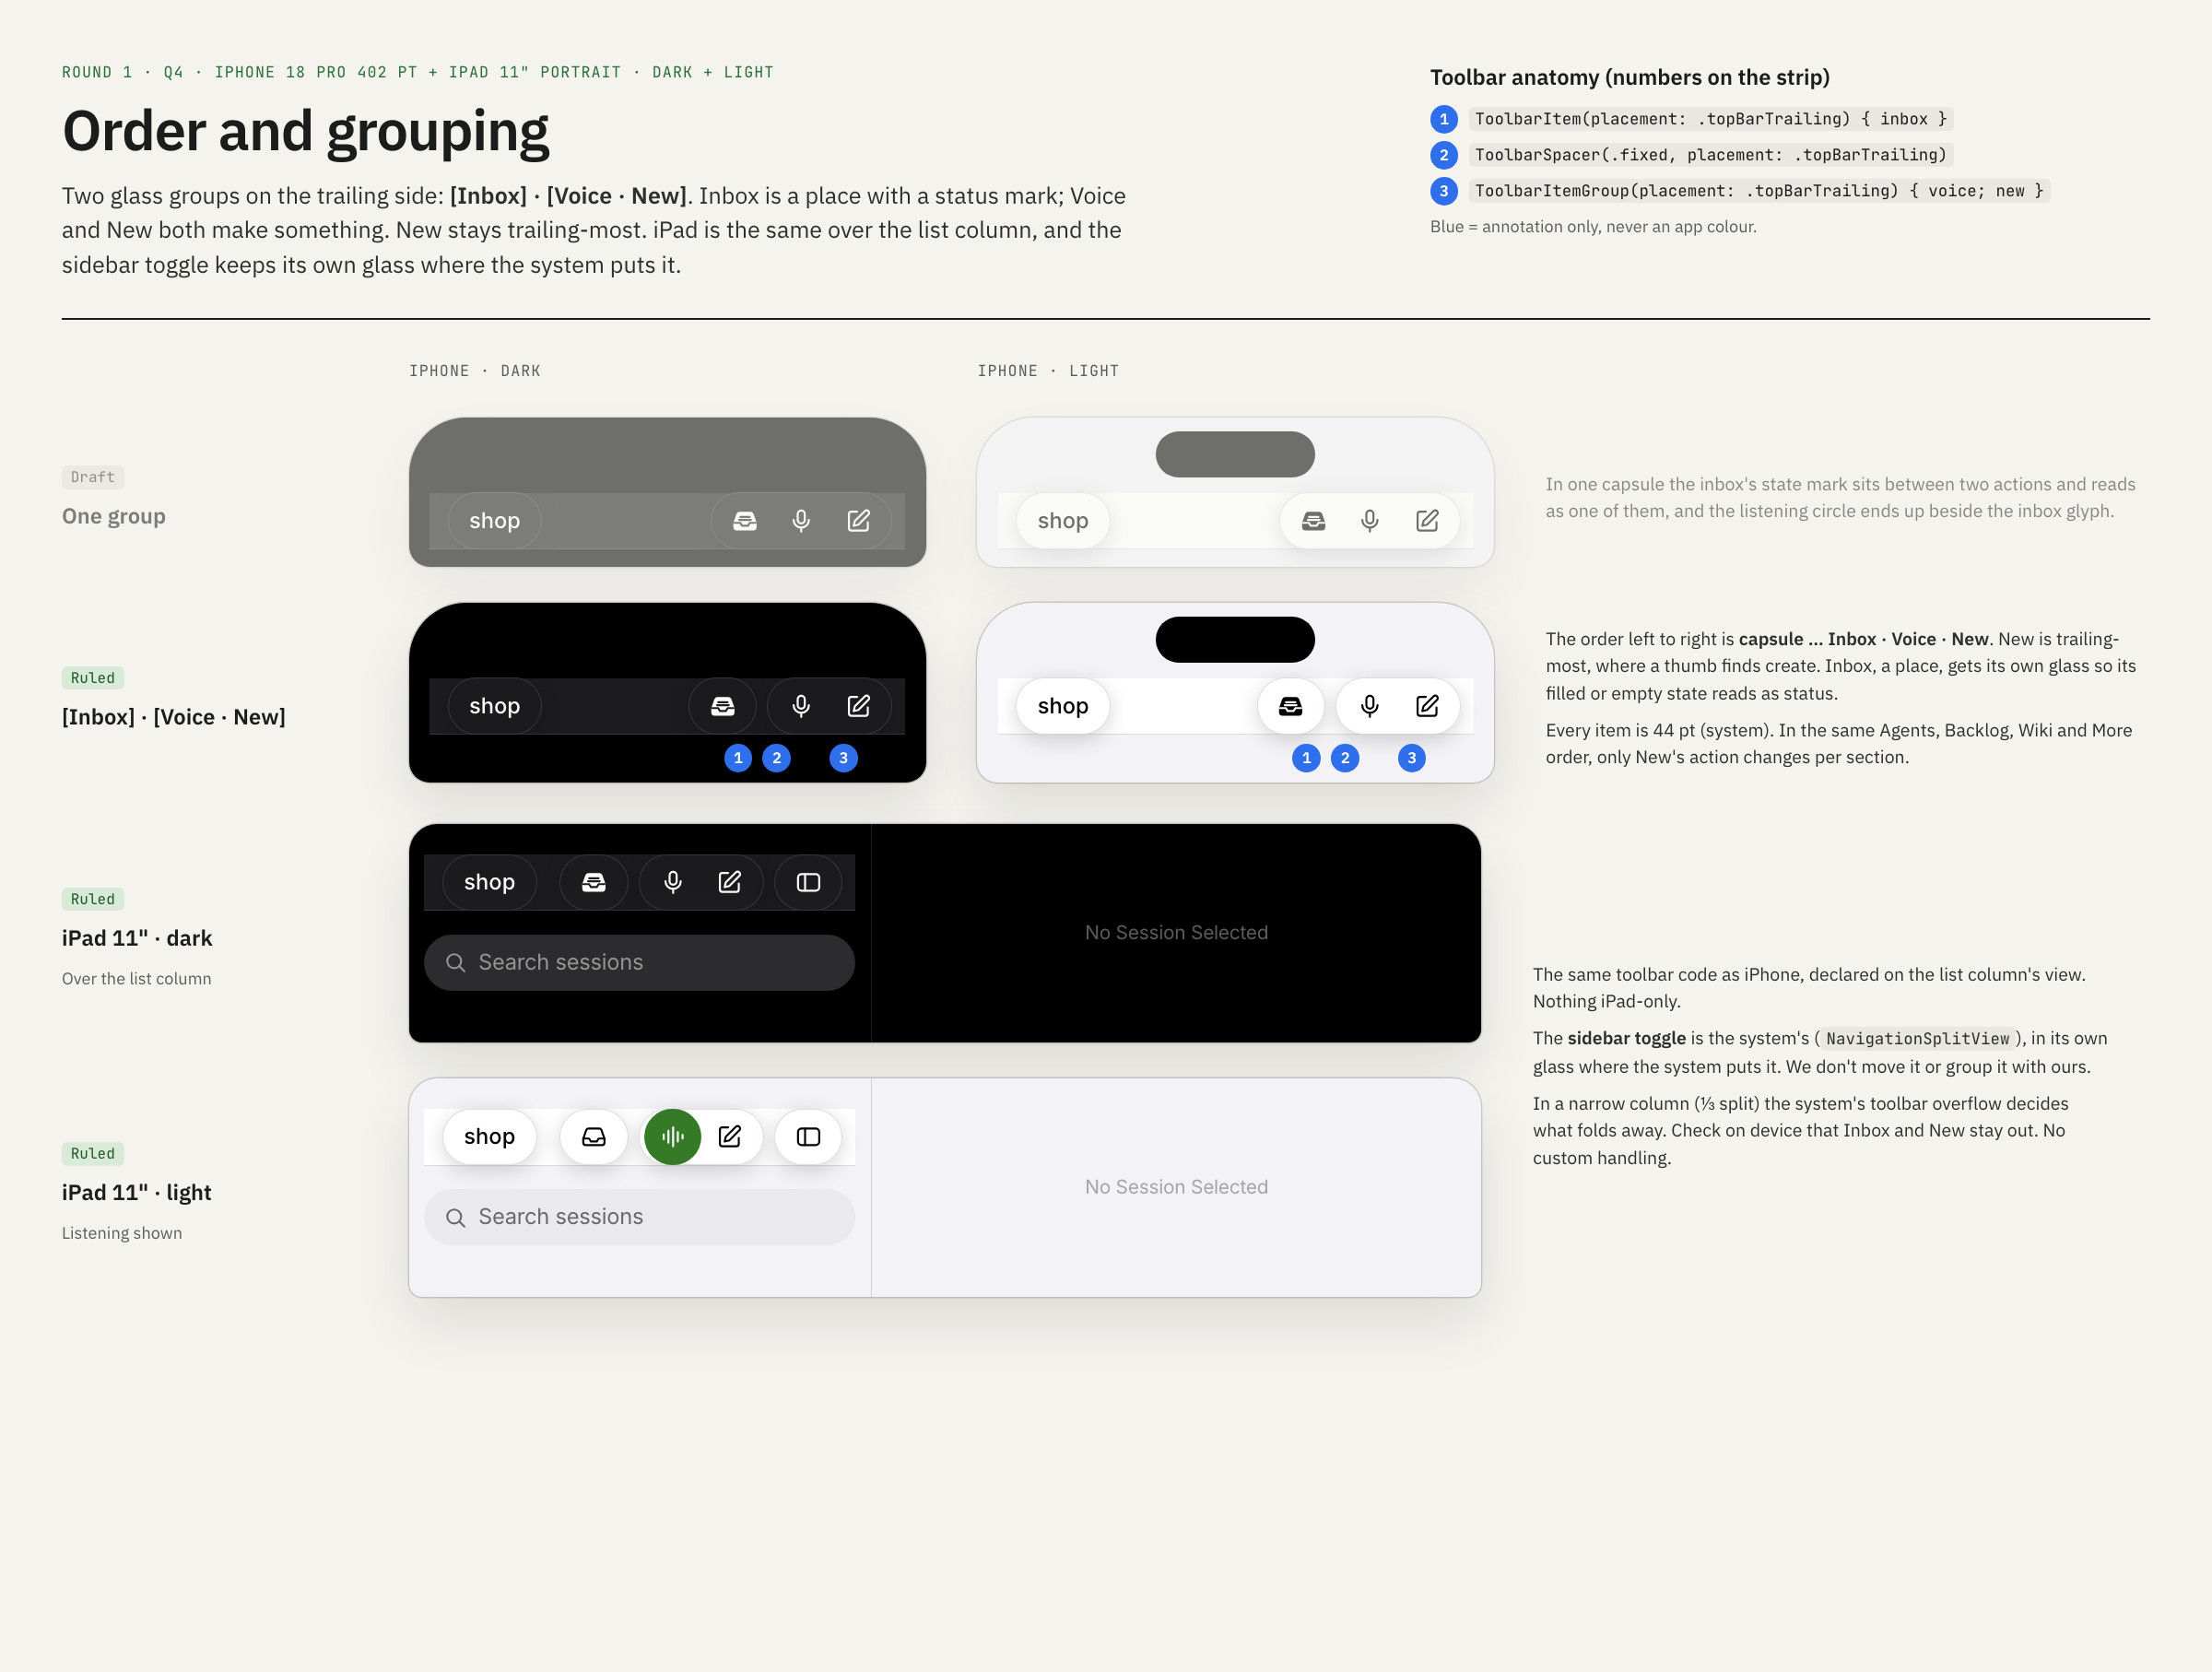 ROUND 1 · Q4 · IPHONE 18 PRO 402 PT + IPAD 11" PORTRAIT · DARK + LIGHT
Order and grouping
Two glass groups on the trailing side: [Inbox] · [Voice · New]. Inbox is a place with a status mark; Voice
and New both make something. New stays trailing-most. iPad is the same over the list column, and the
sidebar toggle keeps its own glass where the system puts it.
Toolbar anatomy (numbers on the strip)
1 ToolbarItem(placement: .topBarTrailing) { inbox }
2 ToolbarSpacer(.fixed, placement: .topBarTrailing)
3 ToolbarItemGroup(placement: .topBarTrailing) { voice; new }
Blue = annotation only, never an app colour.
IPHONE · DARK
IPHONE · LIGHT
Draft
One group
shop
shop
In one capsule the inbox's state mark sits between two actions and reads
as one of them, and the listening circle ends up beside the inbox glyph.
Ruled
[Inbox] · [Voice · New]
shop
1 2 3
shop
1 2 3
The order left to right is capsule … Inbox · Voice · New. New is trailing-
most, where a thumb finds create. Inbox, a place, gets its own glass so its
filled or empty state reads as status.
Every item is 44 pt (system). In the same Agents, Backlog, Wiki and More
order, only New's action changes per section.
Ruled
iPad 11" · dark
Over the list column
shop
Search sessions
No Session Selected
The same toolbar code as iPhone, declared on the list column's view.
Nothing iPad-only.
The sidebar toggle is the system's ( NavigationSplitView ), in its own
glass where the system puts it. We don't move it or group it with ours.
In a narrow column (⅓ split) the system's toolbar overflow decides
what folds away. Check on device that Inbox and New stay out. No
custom handling.
Ruled
iPad 11" · light
Listening shown
shop
Search sessions
No Session Selected